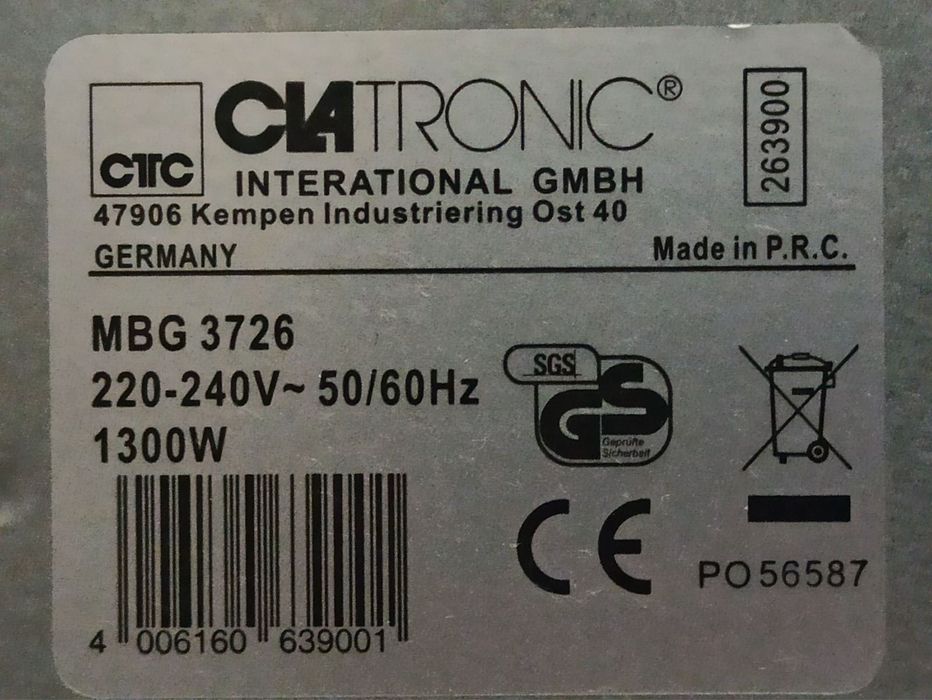 CLATRONIC®
CTC
INTERATIONAL GMBH
47906 Kempen Industriering Ost 40
GERMANY
Made in P.R.C.
263900
MBG 3726
220-240V~ 50/60Hz
1300W
SGS
GS
Geprüfte
Sicherheit
CE
PO 56587
4 006160 639001